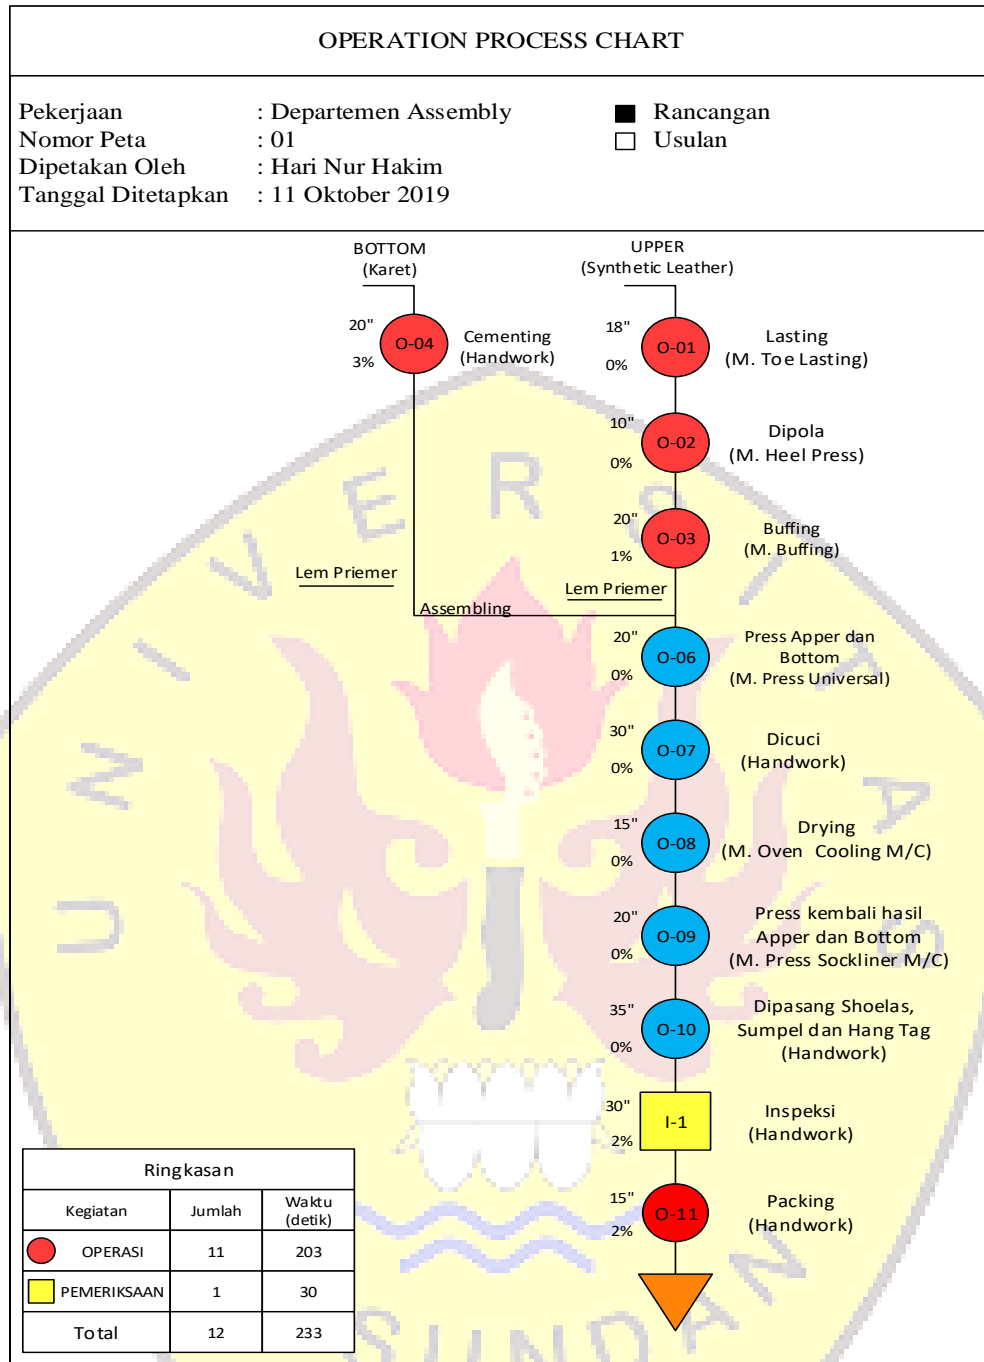 OPERATION PROCESS CHART
Pekerjaan : Departemen Assembly
Nomor Peta : 01
Dipetakan Oleh : Hari Nur Hakim
Tanggal Ditetapkan : 11 Oktober 2019
Rancangan
Usulan
BOTTOM
(Karet)
UPPER
(Synthetic Leather)
20"
3%
O-04
Cementing
(Handwork)
18"
0%
O-01
Lasting
(M. Toe Lasting)
10"
0%
O-02
Dipola
(M. Heel Press)
20"
1%
O-03
Buffing
(M. Buffing)
Lem Priemer
Lem Priemer
Assembling
20"
0%
O-06
Press Apper dan
Bottom
(M. Press Universal)
30"
0%
O-07
Dicuci
(Handwork)
15"
0%
O-08
Drying
(M. Oven Cooling M/C)
20"
0%
O-09
Press kembali hasil
Apper dan Bottom
(M. Press Sockliner M/C)
35"
0%
O-10
Dipasang Shoelas,
Sumpel dan Hang Tag
(Handwork)
30"
2%
I-1
Inspeksi
(Handwork)
15"
2%
O-11
Packing
(Handwork)
Ringkasan
Kegiatan Jumlah Waktu
(detik)
OPERASI 11 203
PEMERIKSAAN 1 30
Total 12 233
UNIVERSITAS
SUNDAN